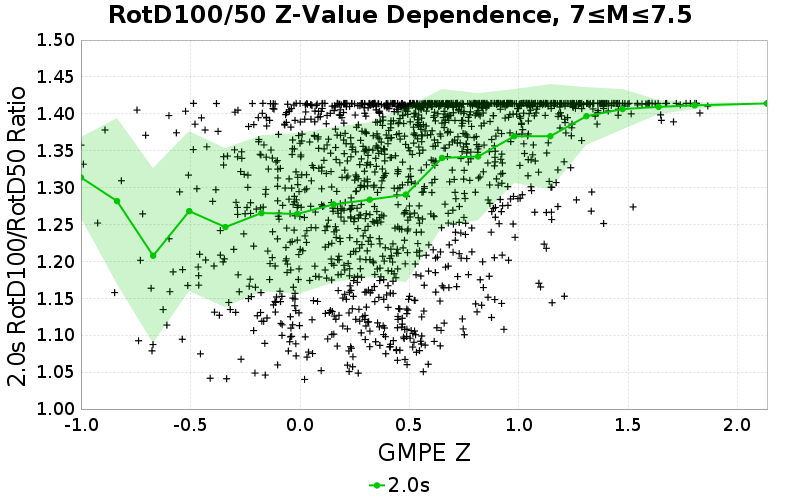 RotD100/50 Z-Value Dependence, 7≤M≤7.5
2.0s RotD100/RotD50 Ratio
1.50
1.45
1.40
1.35
1.30
1.25
1.20
1.15
1.10
1.05
1.00
-1.0 -0.5 0.0 0.5 1.0 1.5 2.0
GMPE Z
2.0s